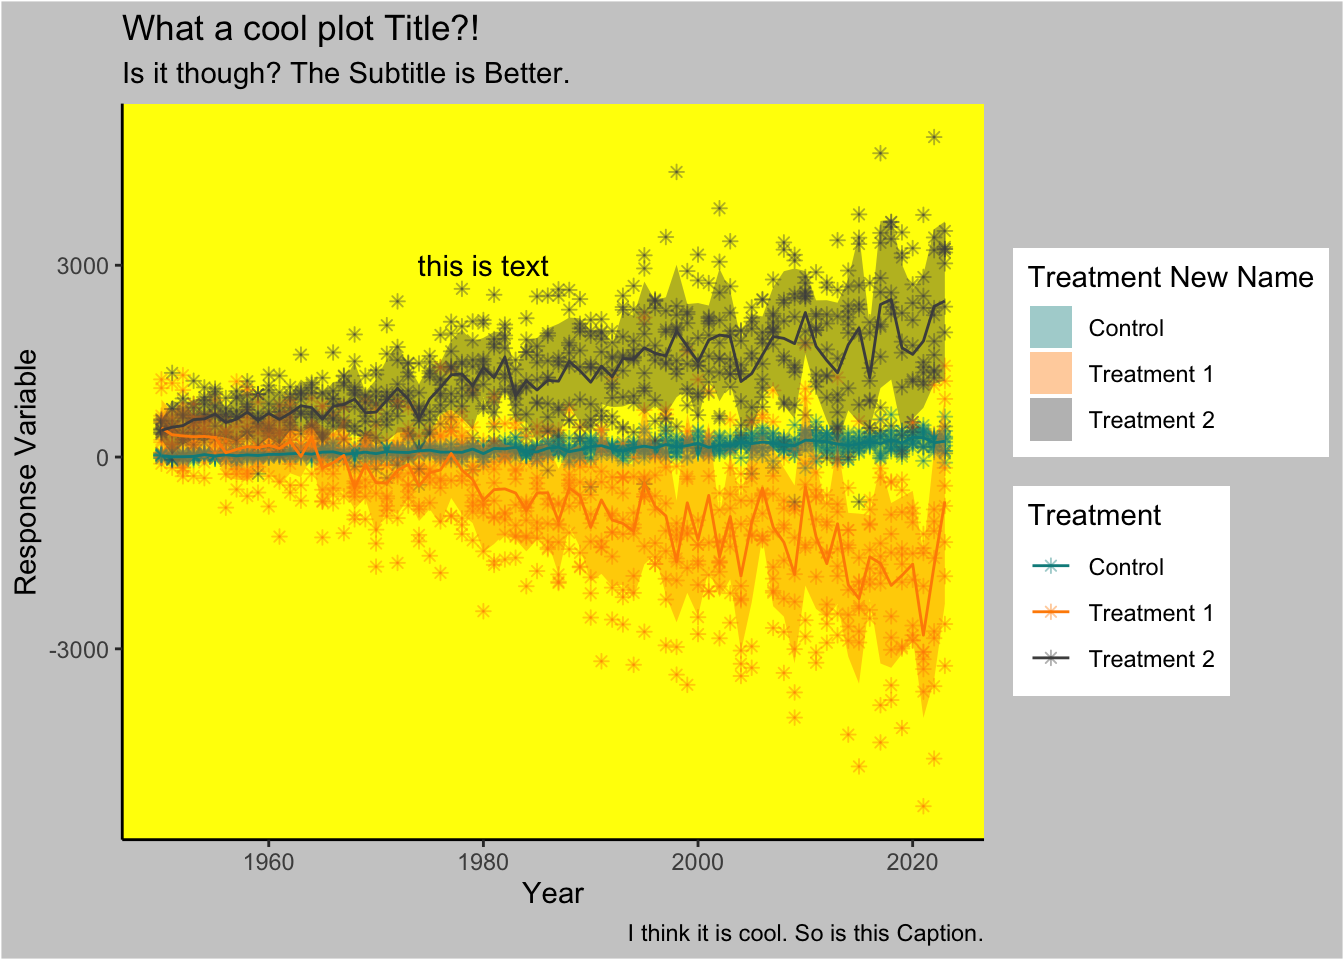 What a cool plot Title?!
Is it though? The Subtitle is Better.
this is text
Response Variable
3000
0
-3000
1960
1980
2000
2020
Year
I think it is cool. So is this Caption.
Treatment New Name
Control
Treatment 1
Treatment 2
Treatment
Control
Treatment 1
Treatment 2